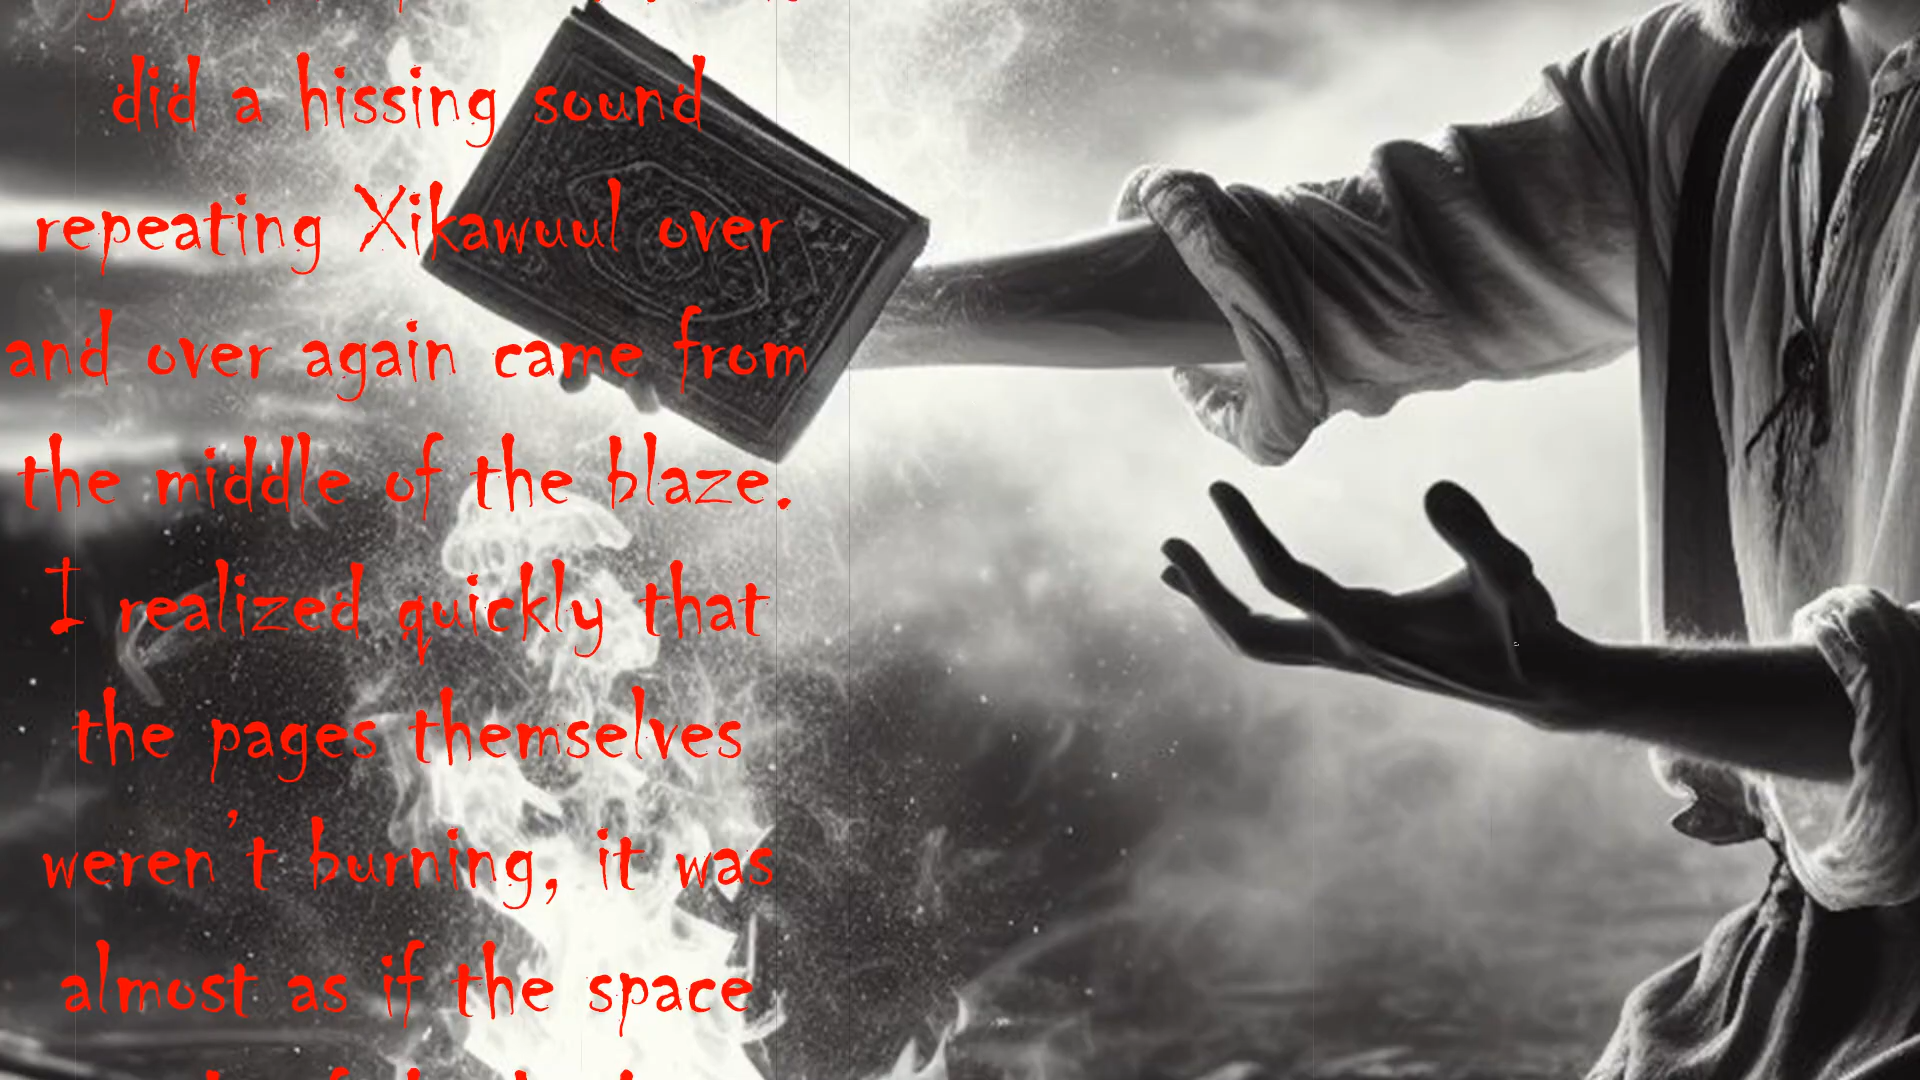 did a hissing sound
repeating Xikawuul over
and over again came from
the middle of the blaze.
I realized quickly that
the pages themselves
weren't burning, it was
almost as if the space